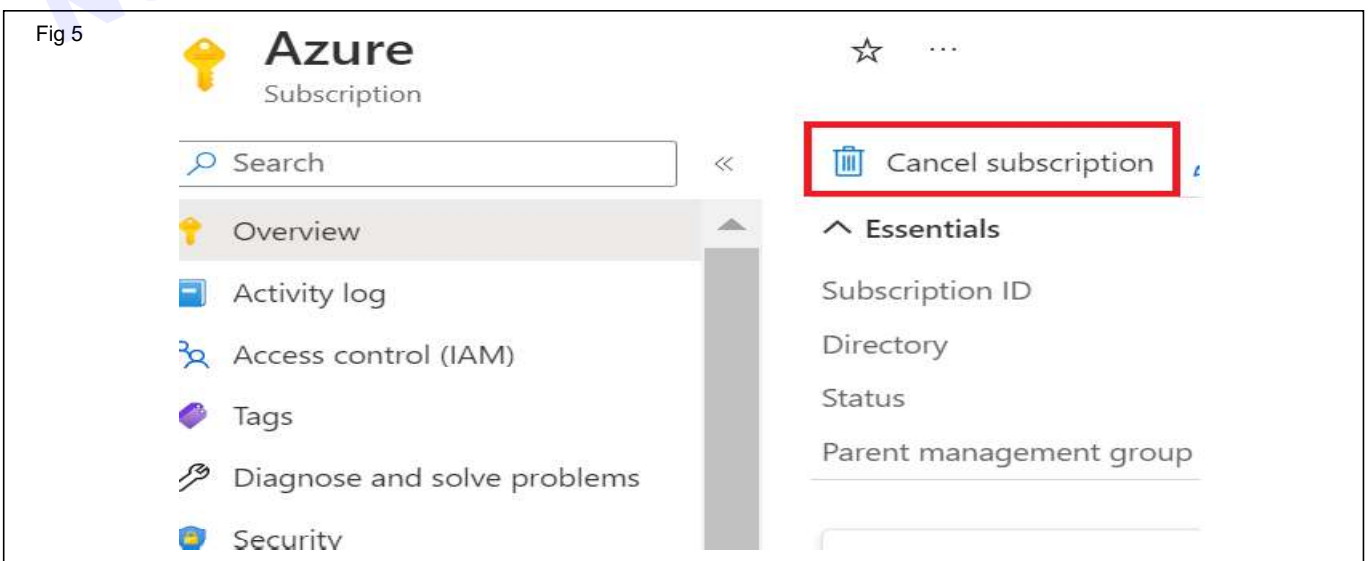 Fig 5
Azure
Subscription
Search
Overview
Activity log
Access control (IAM)
Tags
Diagnose and solve problems
Security
Cancel subscription
Essentials
Subscription ID
Directory
Status
Parent management group